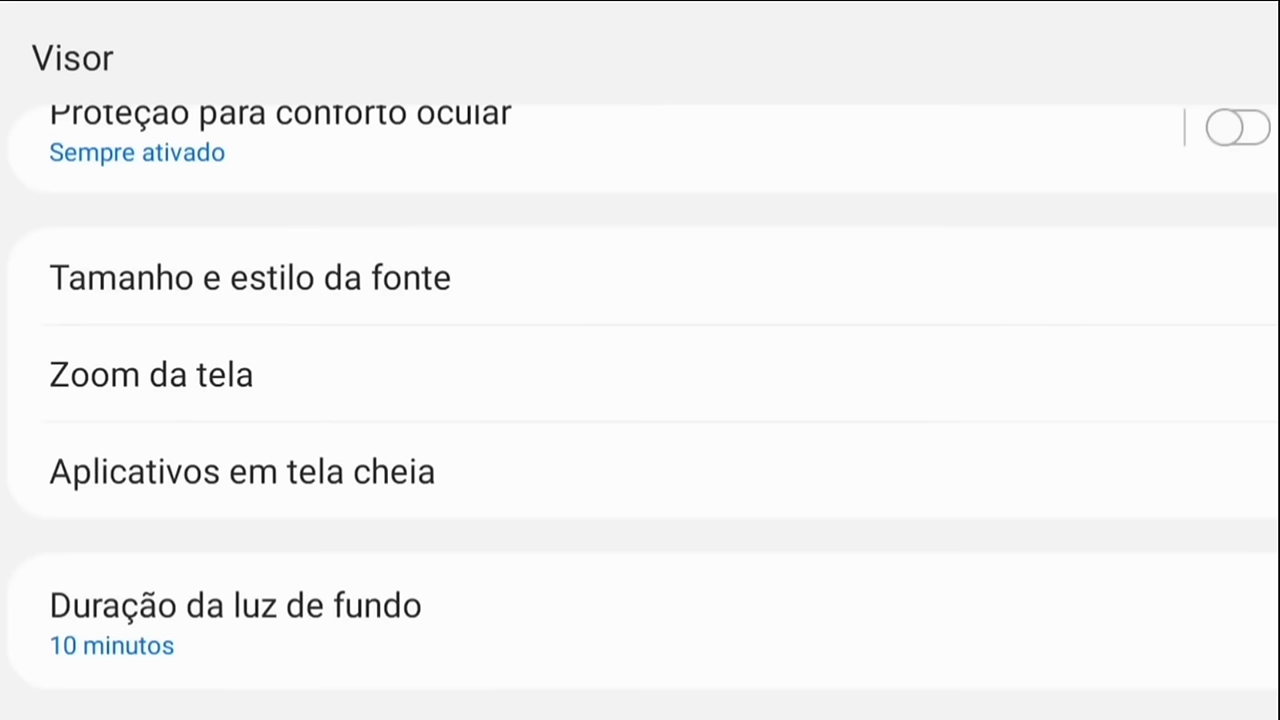 Visor
Proteção para conforto ocular
Sempre ativado
Tamanho e estilo da fonte
Zoom da tela
Aplicativos em tela cheia
Duração da luz de fundo
10 minutos